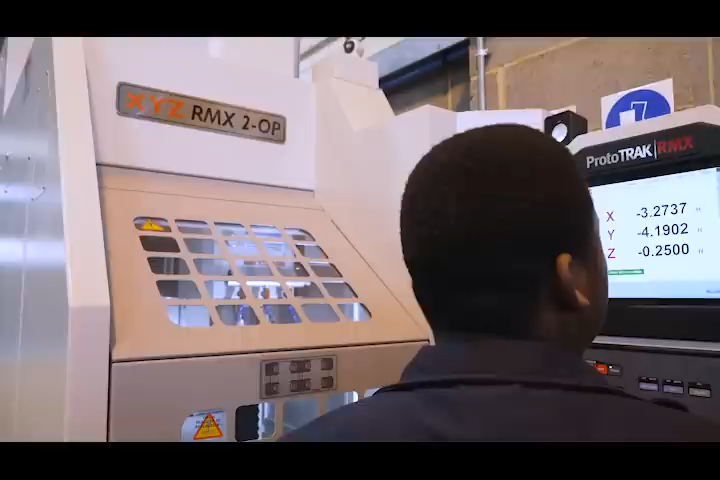 XYZ RMX 2-OP
ProtoTRAK RMX
X -3.2737
Y -4.1902
Z -0.2500